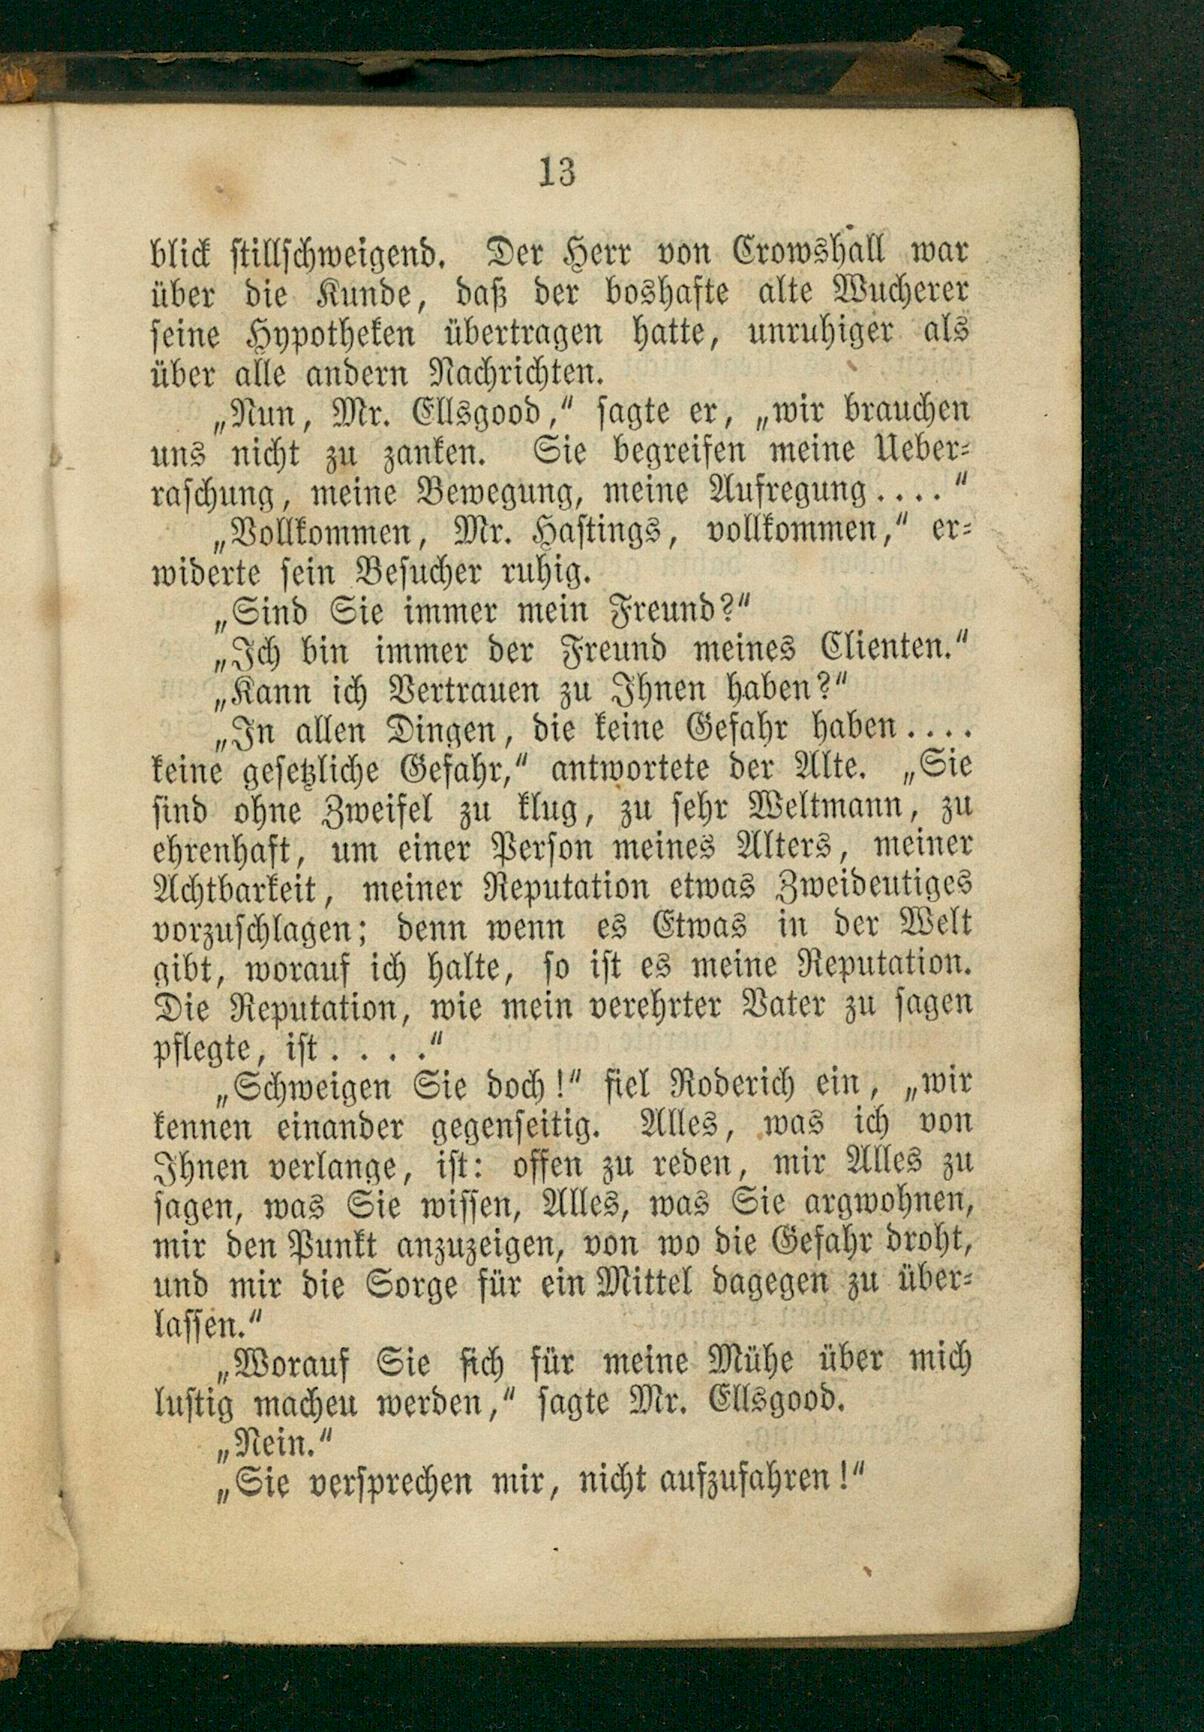 13
blick stillschweigend. Der Herr von Crowshall war
über die Kunde, daß der boshafte alte Wucherer
seine Hypotheken übertragen hatte, unruhiger als
über alle andern Nachrichten.
„Nun, Mr. Ellsgood,“ sagte er, „wir brauchen
uns nicht zu zanken. Sie begreifen meine Ueber-
raschung, meine Bewegung, meine Aufregung....“
„Vollkommen, Mr. Hastings, vollkommen,“ er-
widerte sein Besucher ruhig.
„Sind Sie immer mein Freund?“
„Ich bin immer der Freund meines Clienten.“
„Kann ich Vertrauen zu Ihnen haben?“
„In allen Dingen, die keine Gefahr haben....
keine gesetzliche Gefahr,“ antwortete der Alte. „Sie
sind ohne Zweifel zu klug, zu sehr Weltmann, zu
ehrenhaft, um einer Person meines Alters, meiner
Achtbarkeit, meiner Reputation etwas Zweideutiges
vorzuschlagen; denn wenn es Etwas in der Welt
gibt, worauf ich halte, so ist es meine Reputation.
Die Reputation, wie mein verehrter Vater zu sagen
pflegte, ist . . . .“
„Schweigen Sie doch!“ fiel Roderich ein, „wir
kennen einander gegenseitig. Alles, was ich von
Ihnen verlange, ist: offen zu reden, mir Alles zu
sagen, was Sie wissen, Alles, was Sie argwohnen,
mir den Punkt anzuzeigen, von wo die Gefahr droht,
und mir die Sorge für ein Mittel dagegen zu über-
lassen.“
„Worauf Sie sich für meine Mühe über mich
lustig macheu werden,“ sagte Mr. Ellsgood.
„Nein.“
„Sie versprechen mir, nicht aufzufahren!“